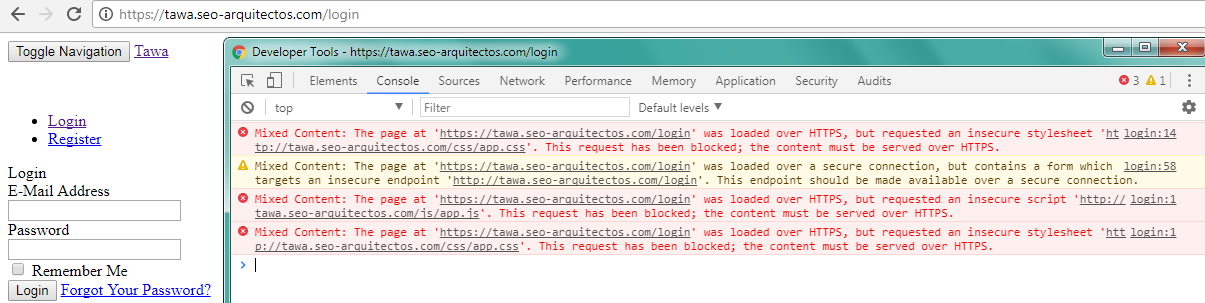 https://tawa.seo-arquitectos.com/login
Toggle Navigation Tawa
Login
Register
Login
E-Mail Address
Password
Remember Me
Login Forgot Your Password?
Developer Tools - https://tawa.seo-arquitectos.com/login
Elements Console Sources Network Performance Memory Application Security Audits 3 1
top Filter Default levels
Mixed Content: The page at 'https://tawa.seo-arquitectos.com/login' was loaded over HTTPS, but requested an insecure stylesheet 'ht login:14
tp://tawa.seo-arquitectos.com/css/app.css'. This request has been blocked; the content must be served over HTTPS.
Mixed Content: The page at 'https://tawa.seo-arquitectos.com/login' was loaded over a secure connection, but contains a form which login:58
targets an insecure endpoint 'http://tawa.seo-arquitectos.com/login'. This endpoint should be made available over a secure connection.
Mixed Content: The page at 'https://tawa.seo-arquitectos.com/login' was loaded over HTTPS, but requested an insecure script 'http:// login:1
tawa.seo-arquitectos.com/js/app.js'. This request has been blocked; the content must be served over HTTPS.
Mixed Content: The page at 'https://tawa.seo-arquitectos.com/login' was loaded over HTTPS, but requested an insecure stylesheet 'htt login:1
p://tawa.seo-arquitectos.com/css/app.css'. This request has been blocked; the content must be served over HTTPS.